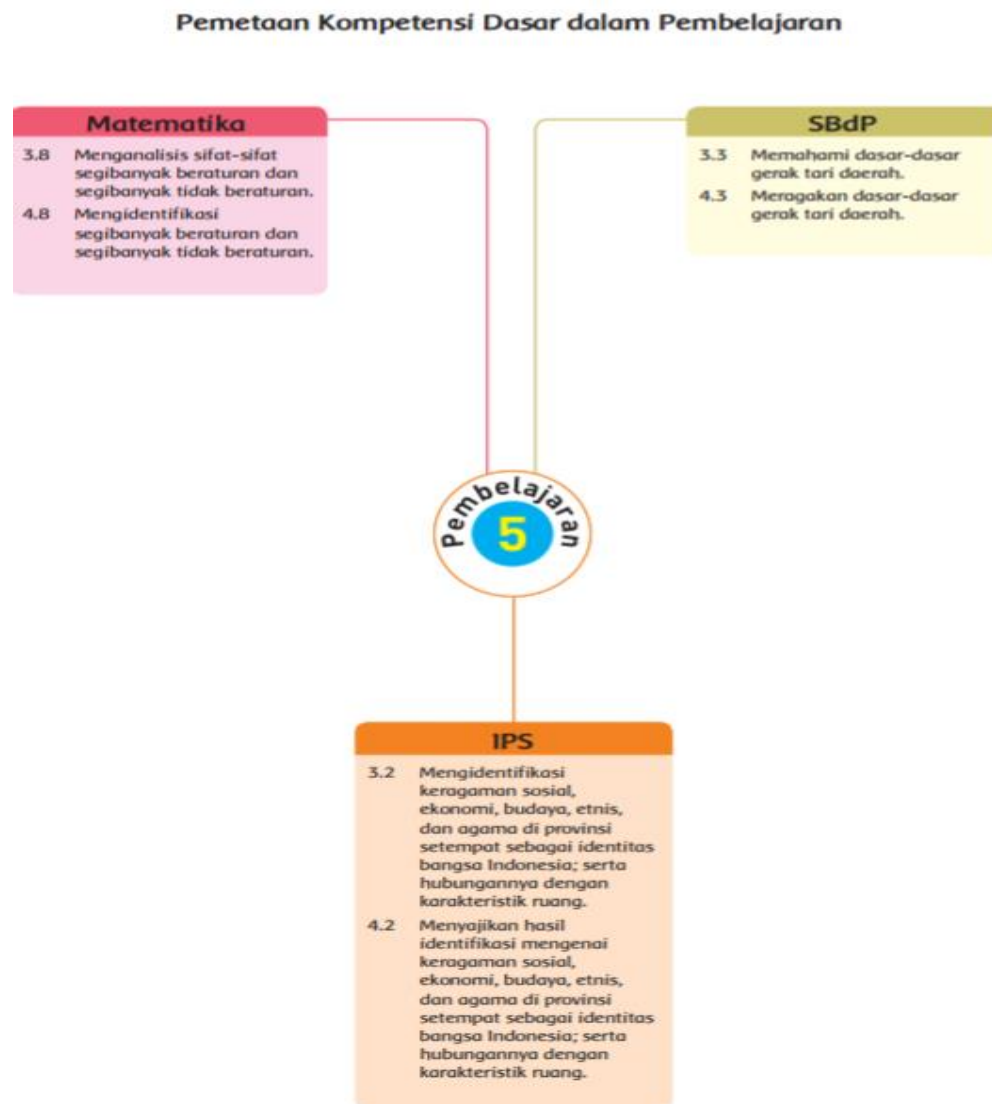 Pemetaan Kompetensi Dasar dalam Pembelajaran
Matematika
3.8 Menganalisis sifat-sifat
segibanyak beraturan dan
segibanyak tidak beraturan.
4.8 Mengidentifikasi
segibanyak beraturan dan
segibanyak tidak beraturan.
SBdP
3.3 Memahami dasar-dasar
gerak tari daerah.
4.3 Meragakan dasar-dasar
gerak tari daerah.
Pembelajaran
5
IPS
3.2 Mengidentifikasi
keragaman sosial,
ekonomi, budaya, etnis,
dan agama di provinsi
setempat sebagai identitas
bangsa Indonesia; serta
hubungannya dengan
karakteristik ruang.
4.2 Menyajikan hasil
identifikasi mengenai
keragaman sosial,
ekonomi, budaya, etnis,
dan agama di provinsi
setempat sebagai identitas
bangsa Indonesia; serta
hubungannya dengan
karakteristik ruang.